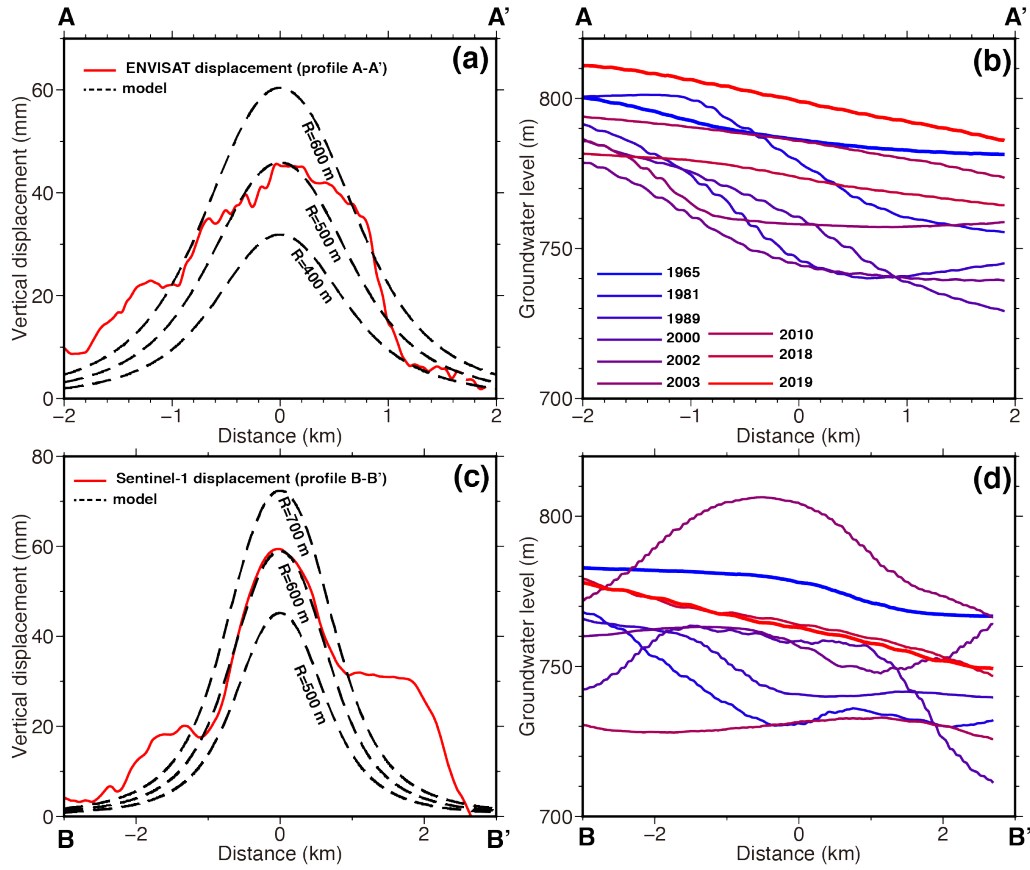 A A'
(a)
ENVISAT displacement (profile A-A')
model
R=600 m
R=500 m
R=400 m
Vertical displacement (mm)
60
40
20
0
−2 −1 0 1 2
Distance (km)
A A'
(b)
Groundwater level (m)
800
750
700
1965
1981
1989
2000
2002
2003
2010
2018
2019
−2 −1 0 1 2
Distance (km)
(c)
Sentinel-1 displacement (profile B-B')
model
R=700 m
R=600 m
R=500 m
Vertical displacement (mm)
80
60
40
20
0
B B'
−2 0 2
Distance (km)
(d)
Groundwater level (m)
800
750
700
B B'
−2 0 2
Distance (km)